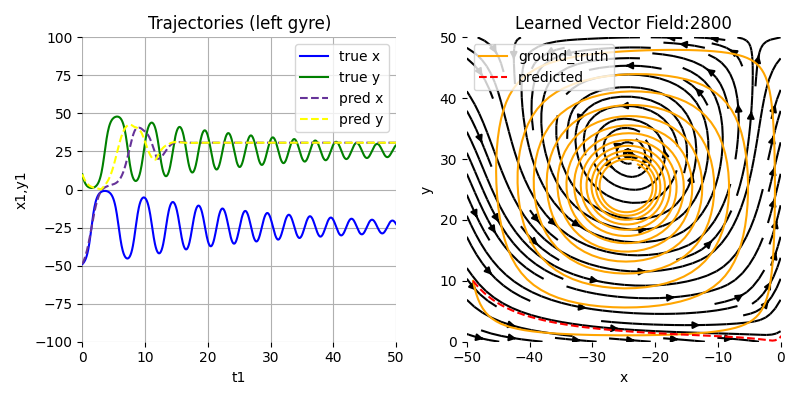 Trajectories (left gyre)
100
75
50
25
0
−25
−50
−75
−100
x1,y1
0 10 20 30 40 50
t1
true x
true y
pred x
pred y
Learned Vector Field:2800
50
40
30
20
10
0
y
−50 −40 −30 −20 −10 0
x
ground_truth
predicted